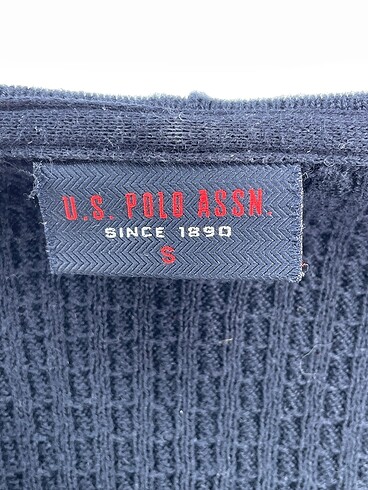 U.S. POLO ASSN.
SINCE 1890
S